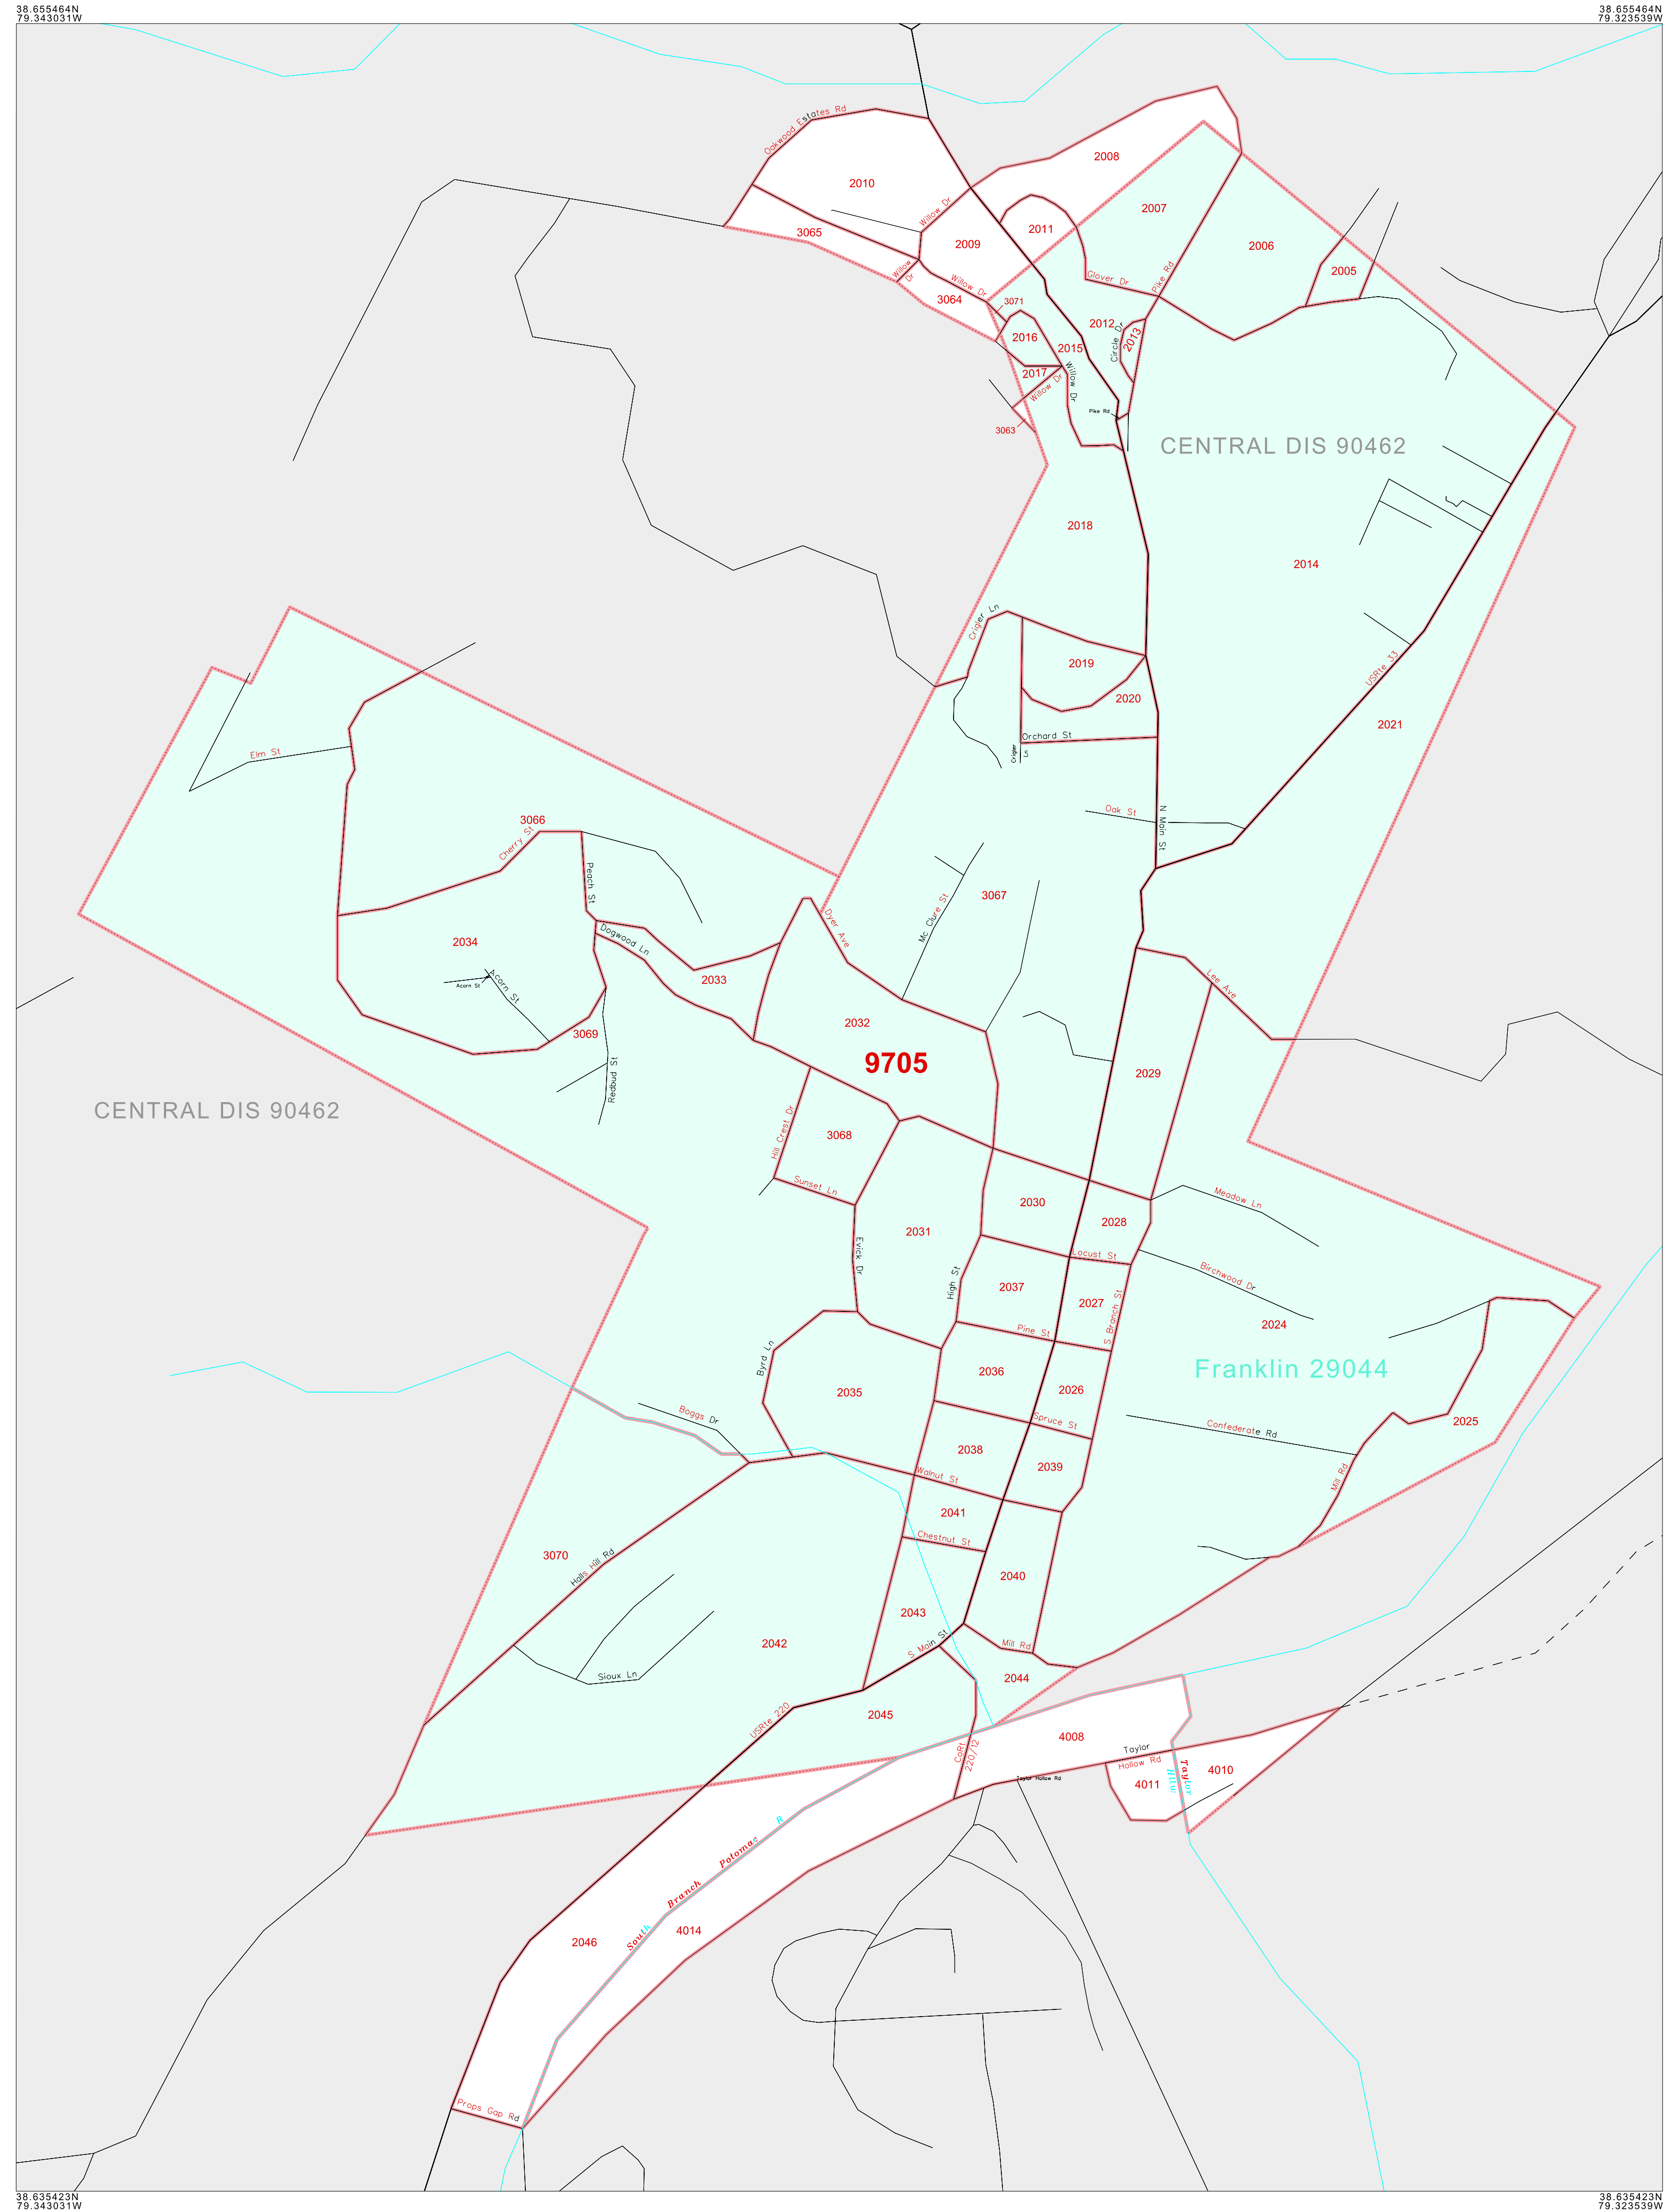 38.655464N
79.343031W
38.655464N
79.323539W
Oakwood Estates Rd
2008
2010
2007
Willow Dr
2011
3065
2009
2006
Willow Dr
Willow Dr
Glover Dr
Pike Rd
2005
3064
3071
2012
Circle Dr
2013
2016
2015
2017
Willow Dr
Willow Dr
Pike Rd
3063
CENTRAL DIS 90462
2018
2014
Crigler Ln
2019
2020
USRte 33
2021
Orchard St
Crigler
Ln
Elm St
Oak St
N Main St
3066
Cherry St
Peach St
3067
Mc Clure St
Dyer Ave
2034
Dogwood Ln
2033
Acorn St
Acorn St
Lee Ave
2032
3069
9705
2029
Redbud St
CENTRAL DIS 90462
Hill Crest Dr
3068
Sunset Ln
Meadow Ln
2030
2028
2031
Evick Dr
Locust St
Birchwood Dr
High St
2037
2027
S Branch St
2024
Pine St
Byrd Ln
2036
Franklin 29044
2035
2026
Boggs Dr
Spruce St
2025
Confederate Rd
2038
2039
Walnut St
Mill Rd
2041
Chestnut St
3070
Halls Hill Rd
2040
2043
2042
S Main St
Mill Rd
Sioux Ln
2044
USRte 220
2045
4008
CoRt
220/12
Taylor
Hollow Rd
Taylor
Hllw
4010
4011
Taylor Hollow Rd
South Branch Potomac R
2046
4014
Props Gap Rd
38.635423N
79.343031W
38.635423N
79.323539W